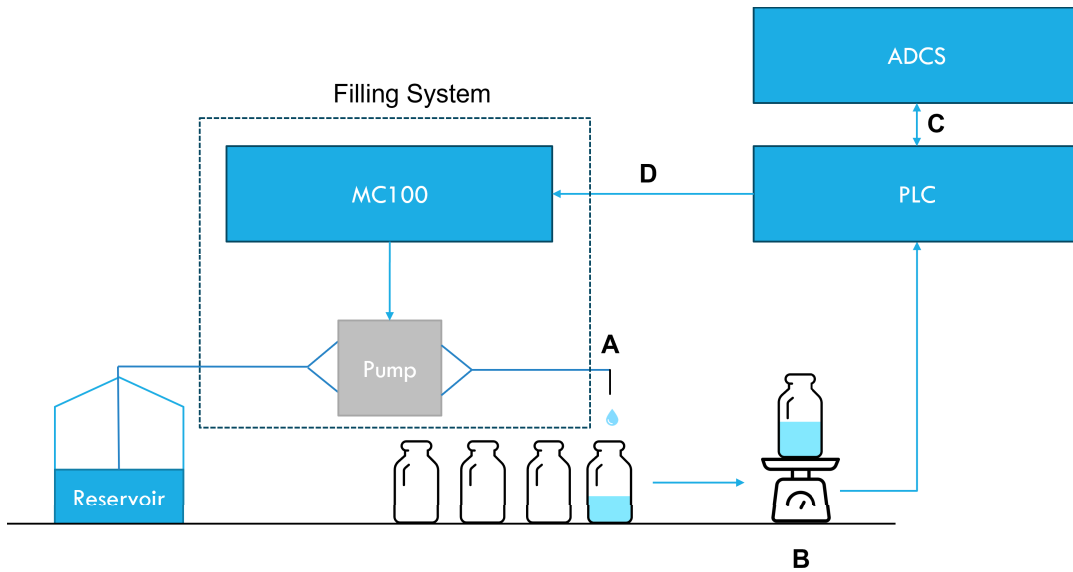 ADCS
Filling System
C
MC100
D
PLC
A
Pump
Reservoir
B